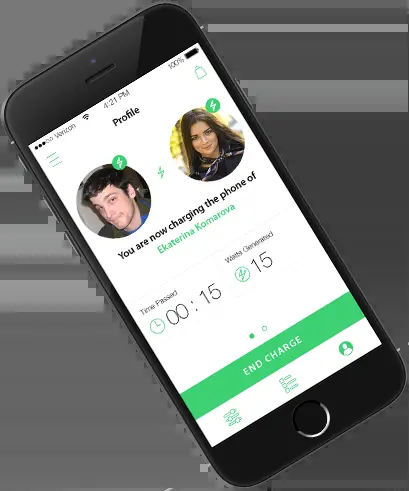 Verizon 4:21 PM 100%
Profile
You are now charging the phone of
Ekaterina Komarova
Time Passed
00 : 15
Watts Generated
15
END CHARGE